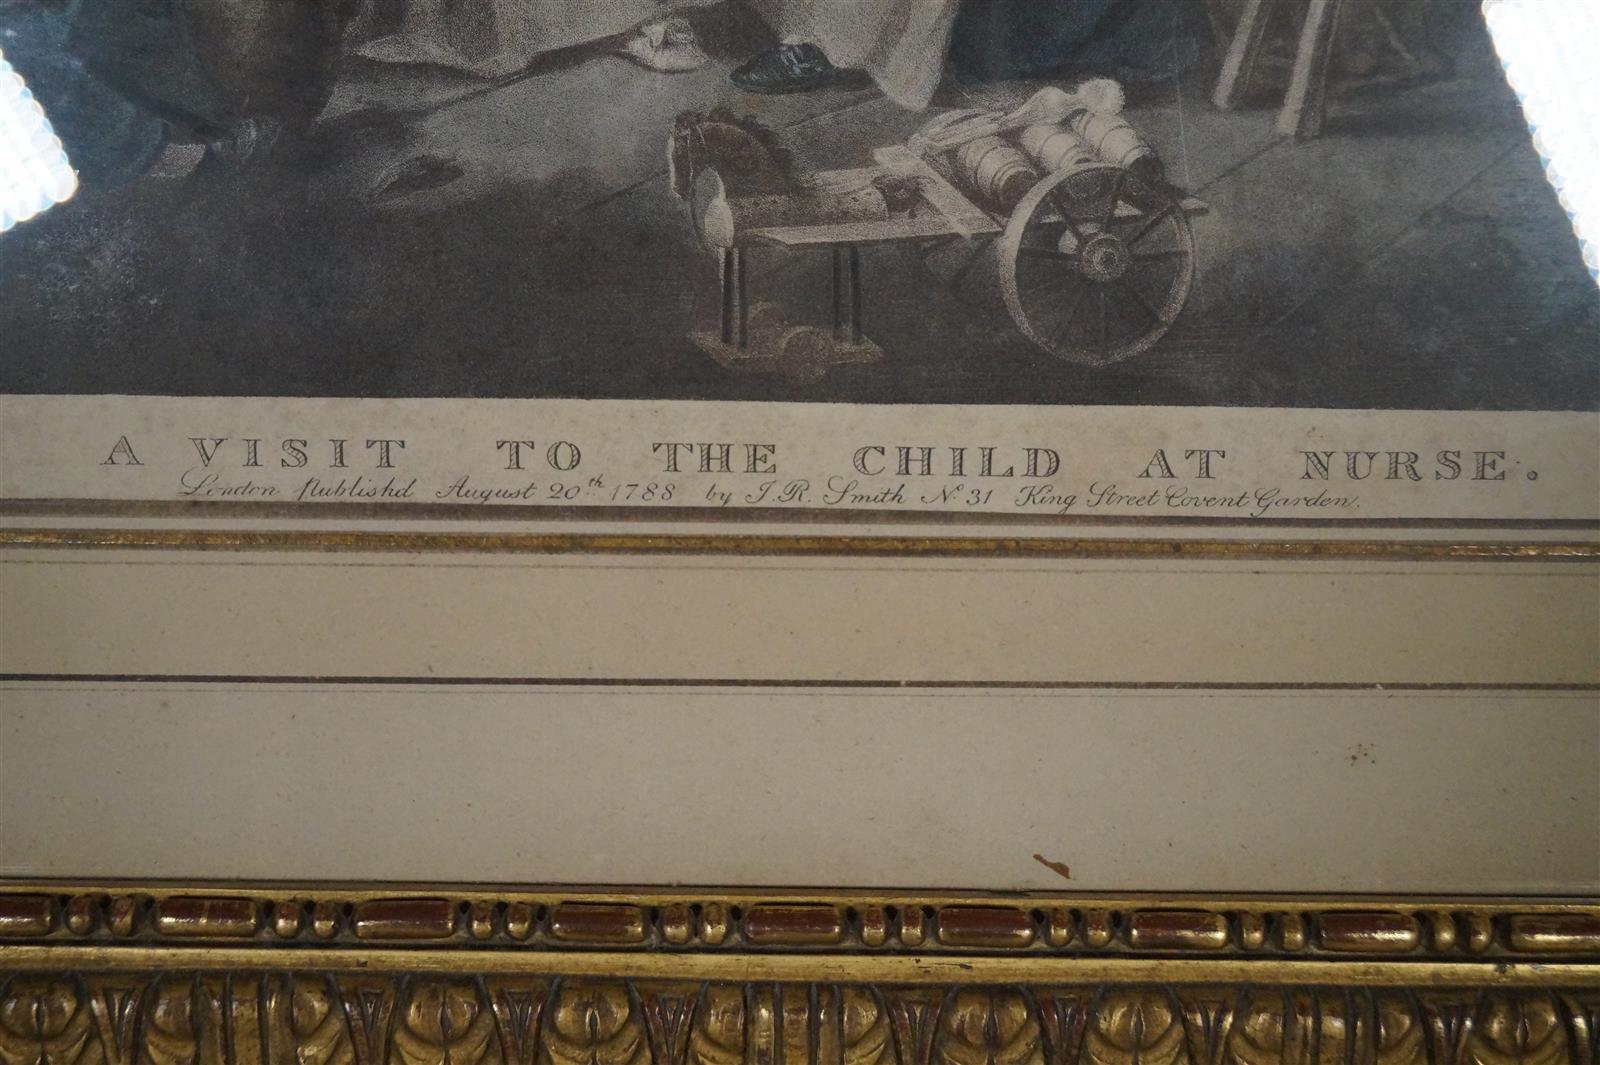 A VISIT TO THE CHILD AT NURSE.
London Publishd August 20th 1788 by J. R. Smith No. 31 King Street Covent Garden.